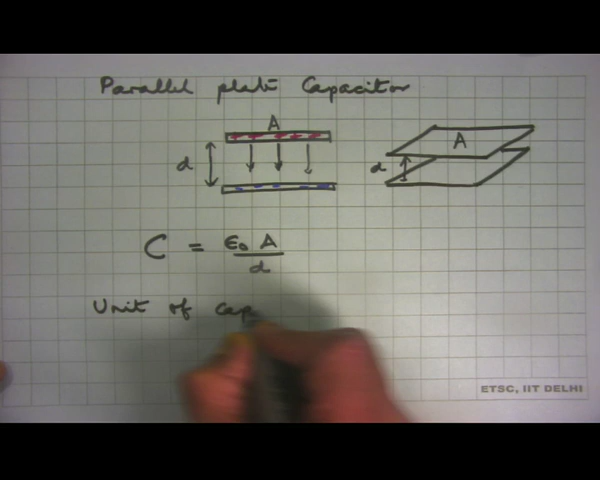 Parallel plate Capacitor
A
d
A
d
C = ε₀ A
d
Unit of cap
ETSC, IIT DELHI